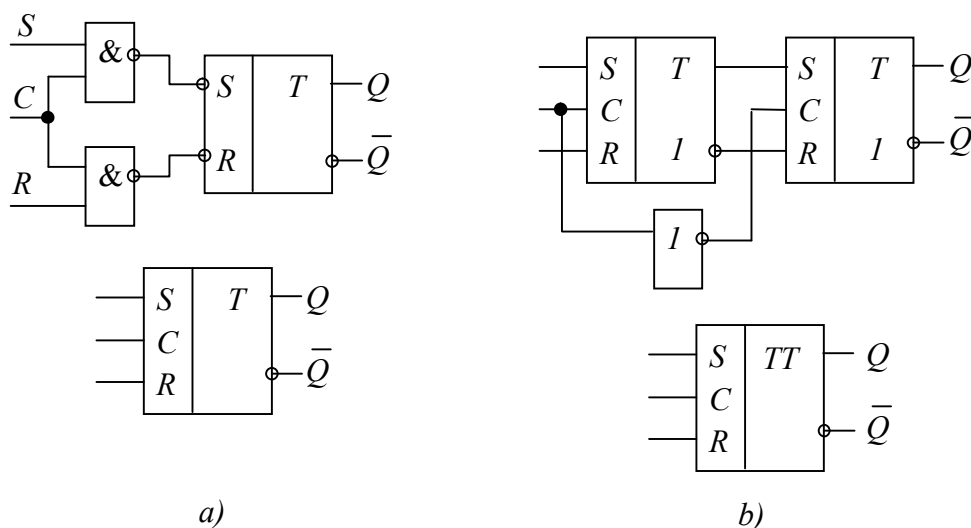 S
&
C
S T Q
R Q̅
&
R
S T Q
C
R Q̅
a)
S T S T Q
C C
R 1 R 1 Q̅
1
S TT Q
C
R Q̅
b)